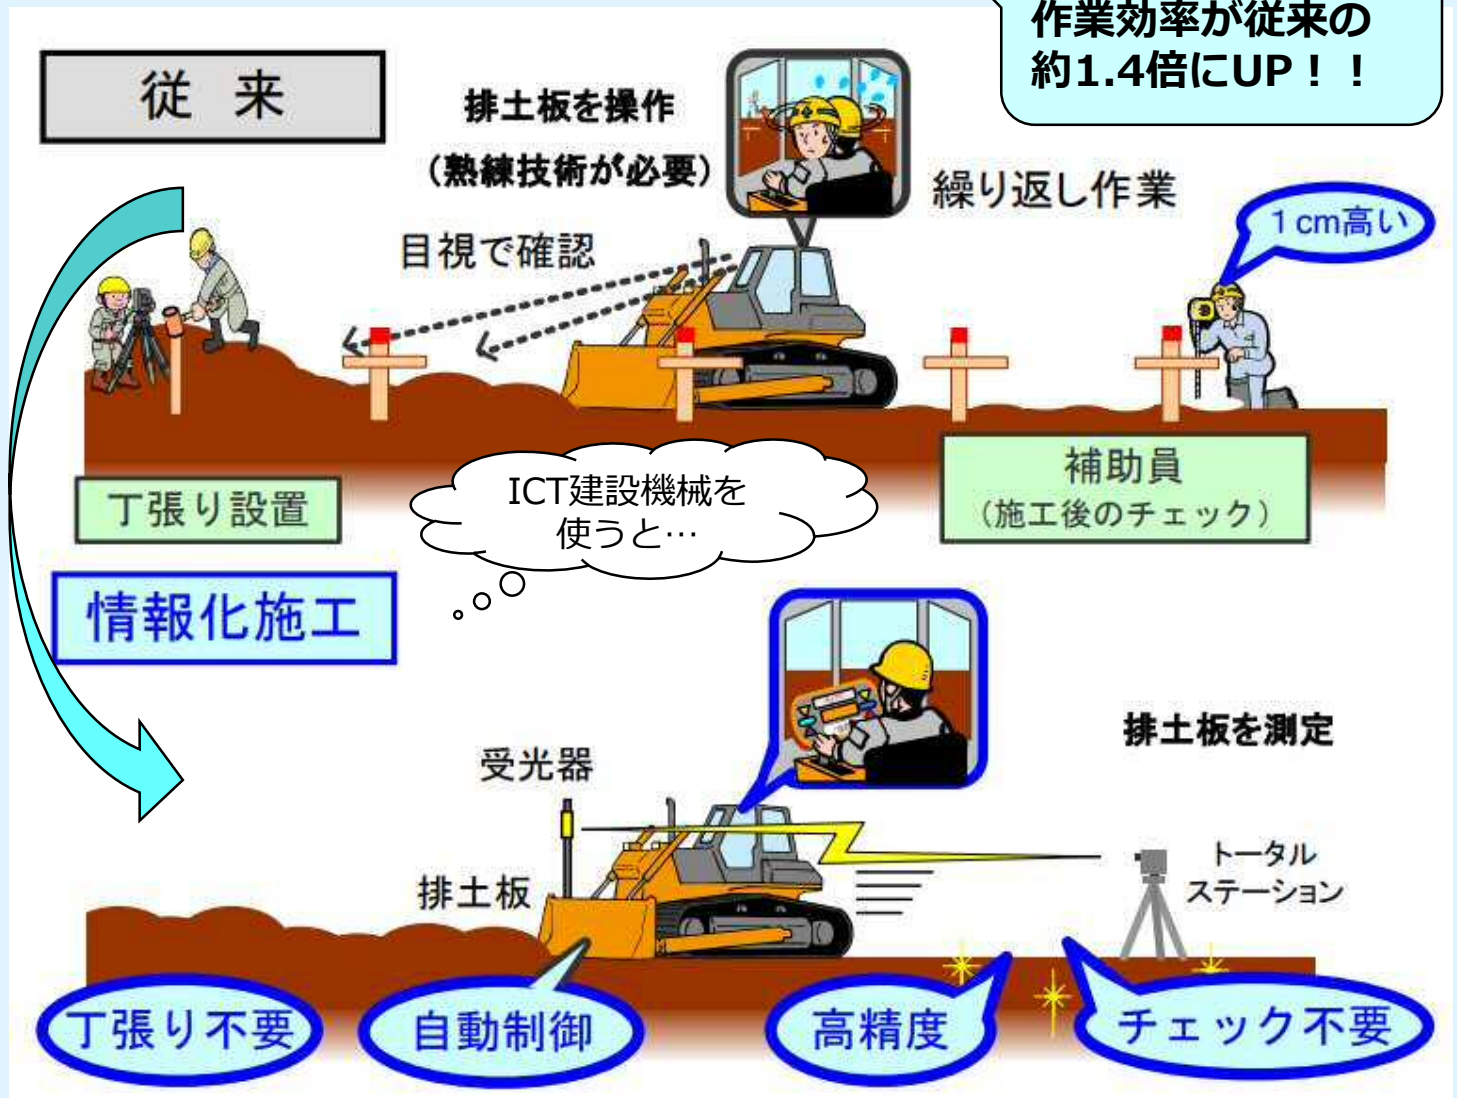 作業効率が従来の
約1.4倍にUP！！
従来
排土板を操作
（熟練技術が必要）
繰り返し作業
目視で確認
1cm高い
丁張り設置
ICT建設機械を
使うと…
補助員
（施工後のチェック）
情報化施工
排土板を測定
受光器
トータル
ステーション
排土板
丁張り不要
自動制御
高精度
チェック不要